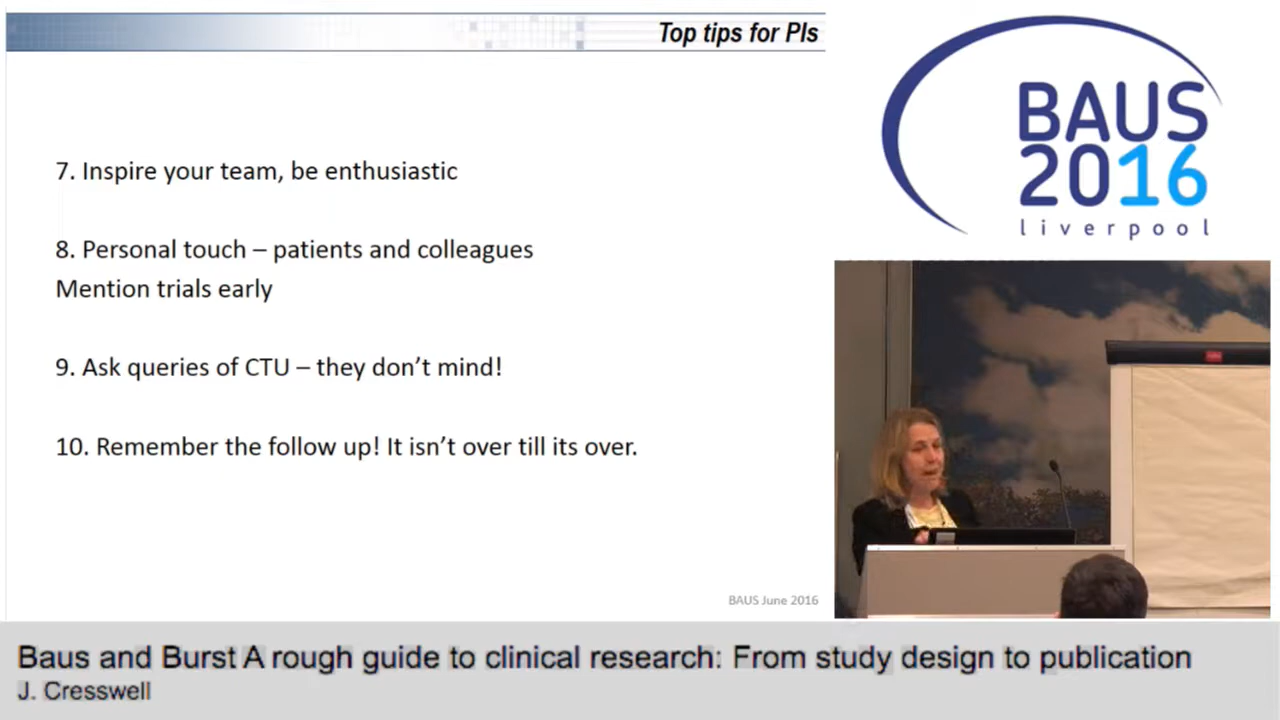 Top tips for PIs
7. Inspire your team, be enthusiastic
8. Personal touch – patients and colleagues
Mention trials early
9. Ask queries of CTU – they don't mind!
10. Remember the follow up! It isn't over till its over.
BAUS June 2016
BAUS
2016
liverpool
Baus and Burst A rough guide to clinical research: From study design to publication
J. Cresswell